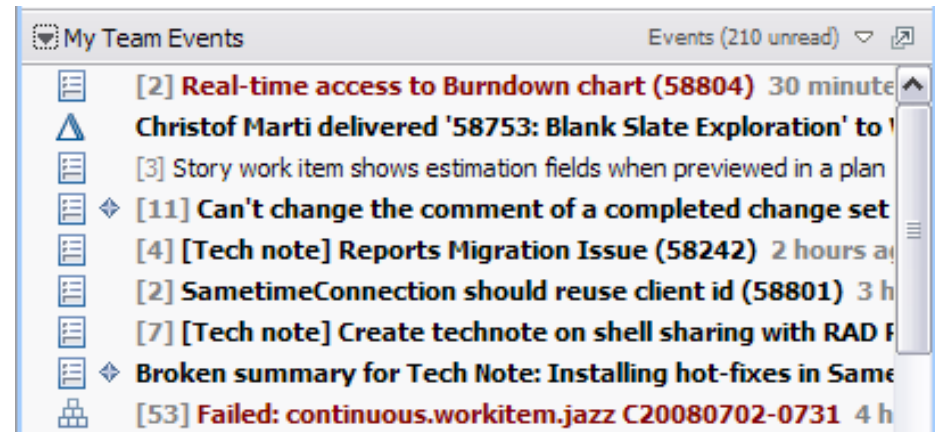 My Team Events Events (210 unread)
[2] Real-time access to Burndown chart (58804) 30 minute
Christof Marti delivered '58753: Blank Slate Exploration' to
[3] Story work item shows estimation fields when previewed in a plan
[11] Can't change the comment of a completed change set
[4] [Tech note] Reports Migration Issue (58242) 2 hours
[2] SametimeConnection should reuse client id (58801) 3 h
[7] [Tech note] Create technote on shell sharing with RAD
Broken summary for Tech Note: Installing hot-fixes in Same
[53] Failed: continuous.workitem.jazz C20080702-0731 4 h